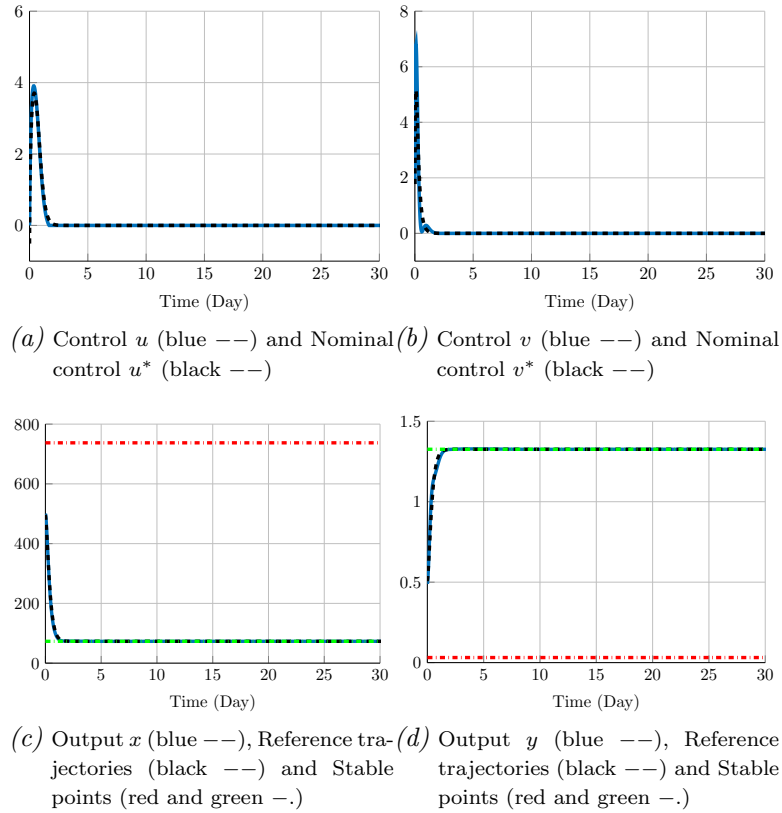 6
4
2
0
0 5 10 15 20 25 30
Time (Day)
8
6
4
2
0
0 5 10 15 20 25 30
Time (Day)
(a) Control u (blue −−) and Nominal
control u* (black −−)
(b) Control v (blue −−) and Nominal
control v* (black −−)
800
600
400
200
0
0 5 10 15 20 25 30
Time (Day)
1.5
1
0.5
0
0 5 10 15 20 25 30
Time (Day)
(c) Output x (blue −−), Reference tra-
jectories (black −−) and Stable
points (red and green −.)
(d) Output y (blue −−), Reference
trajectories (black −−) and Stable
points (red and green −.)